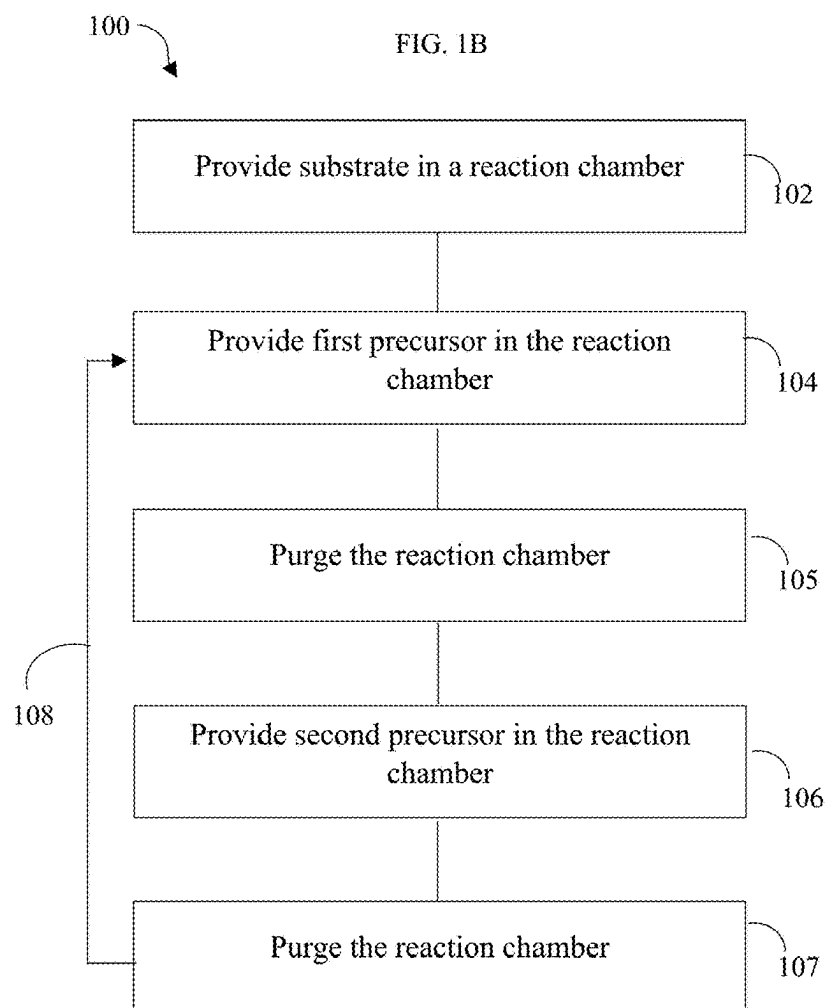 100
FIG. 1B
Provide substrate in a reaction chamber
102
Provide first precursor in the reaction
chamber
104
Purge the reaction chamber
105
Provide second precursor in the reaction
chamber
106
108
Purge the reaction chamber
107